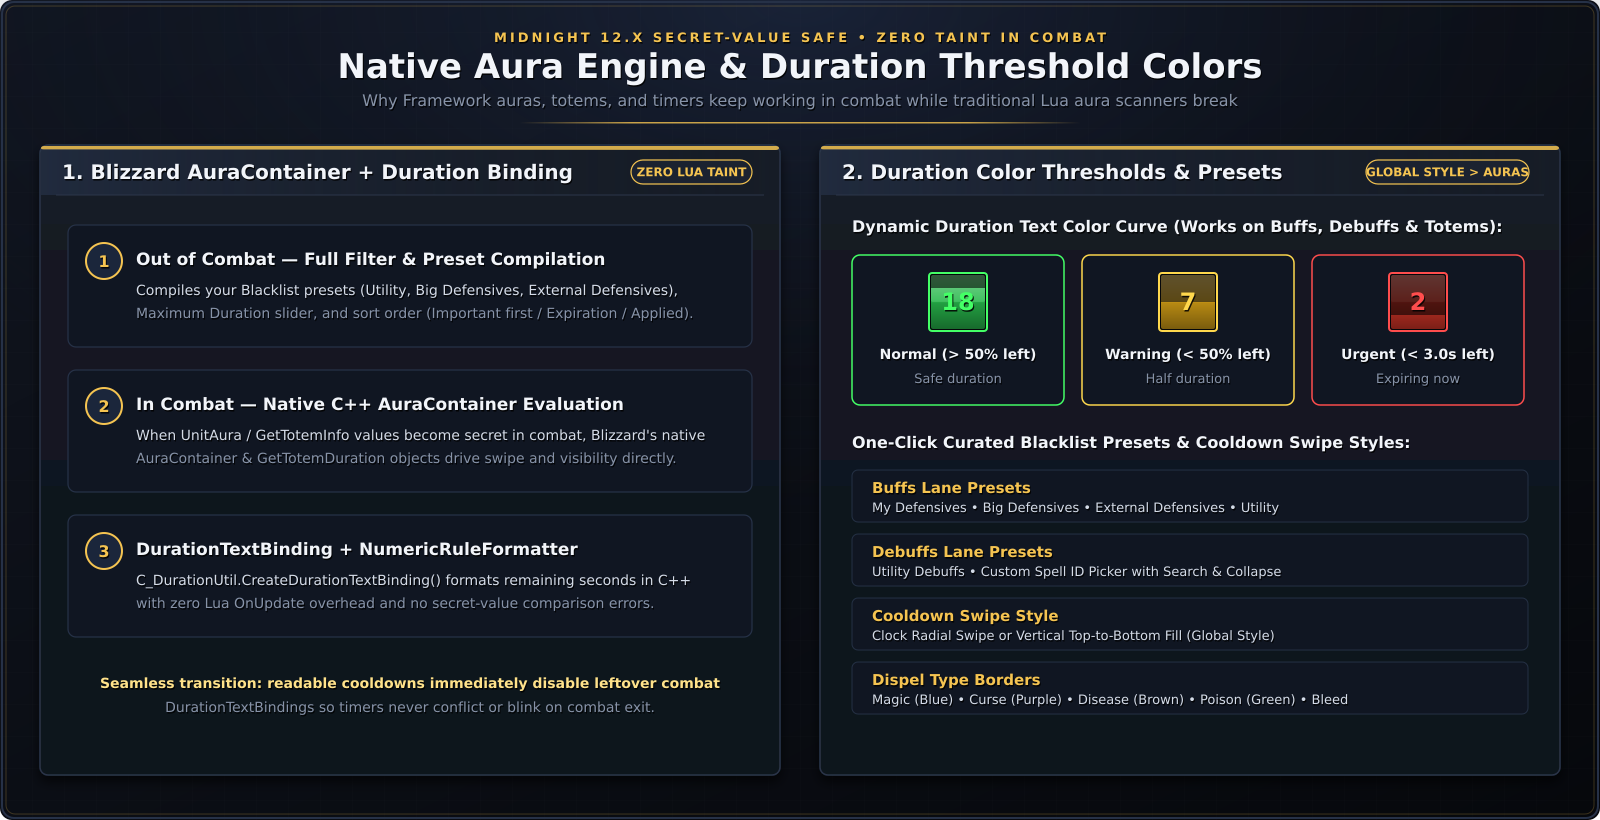 MIDNIGHT 12.X SECRET-VALUE SAFE • ZERO TAINT IN COMBAT
Native Aura Engine & Duration Threshold Colors
Why Framework auras, totems, and timers keep working in combat while traditional Lua aura scanners break
1. Blizzard AuraContainer + Duration Binding
ZERO LUA TAINT
1
Out of Combat — Full Filter & Preset Compilation
Compiles your Blacklist presets (Utility, Big Defensives, External Defensives),
Maximum Duration slider, and sort order (Important first / Expiration / Applied).
2
In Combat — Native C++ AuraContainer Evaluation
When UnitAura / GetTotemInfo values become secret in combat, Blizzard's native
AuraContainer & GetTotemDuration objects drive swipe and visibility directly.
3
DurationTextBinding + NumericRuleFormatter
C_DurationUtil.CreateDurationTextBinding() formats remaining seconds in C++
with zero Lua OnUpdate overhead and no secret-value comparison errors.
Seamless transition: readable cooldowns immediately disable leftover combat
DurationTextBindings so timers never conflict or blink on combat exit.
2. Duration Color Thresholds & Presets
GLOBAL STYLE > AURAS
Dynamic Duration Text Color Curve (Works on Buffs, Debuffs & Totems):
18
Normal (> 50% left)
Safe duration
7
Warning (< 50% left)
Half duration
2
Urgent (< 3.0s left)
Expiring now
One-Click Curated Blacklist Presets & Cooldown Swipe Styles:
Buffs Lane Presets
My Defensives • Big Defensives • External Defensives • Utility
Debuffs Lane Presets
Utility Debuffs • Custom Spell ID Picker with Search & Collapse
Cooldown Swipe Style
Clock Radial Swipe or Vertical Top-to-Bottom Fill (Global Style)
Dispel Type Borders
Magic (Blue) • Curse (Purple) • Disease (Brown) • Poison (Green) • Bleed